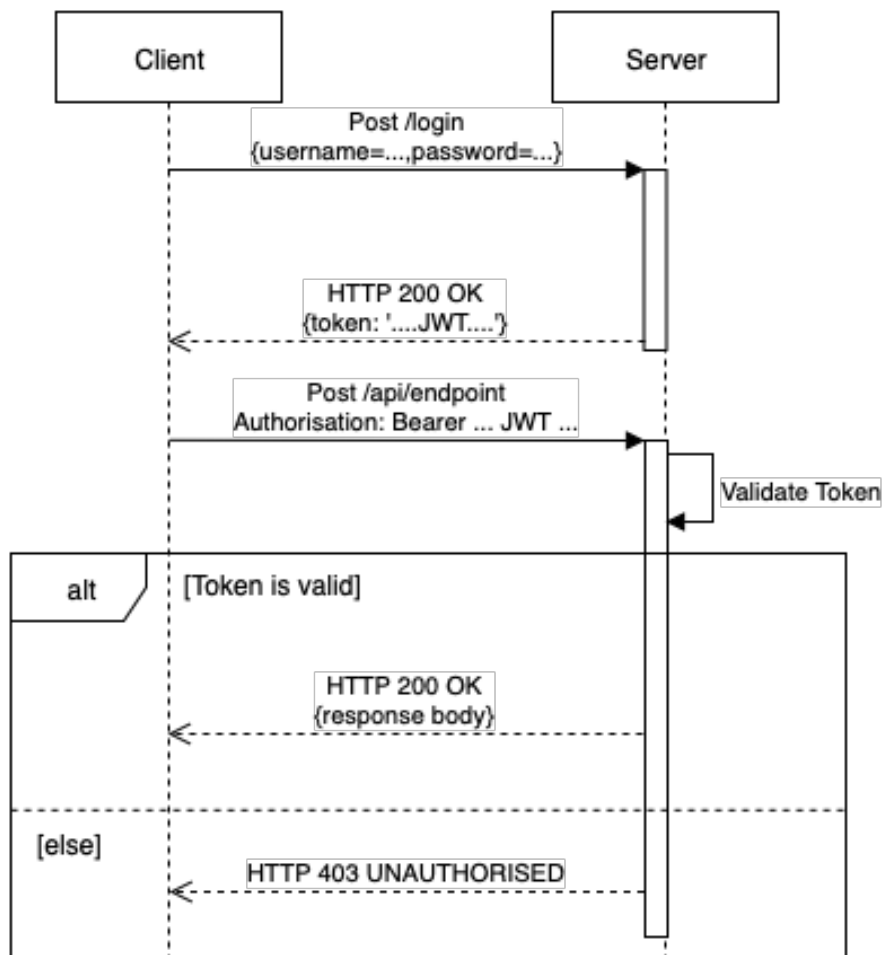 Client
Server
Post /login
{username=...,password=...}
HTTP 200 OK
{token: '....JWT....'}
Post /api/endpoint
Authorisation: Bearer ... JWT ...
Validate Token
alt
[Token is valid]
HTTP 200 OK
{response body}
[else]
HTTP 403 UNAUTHORISED